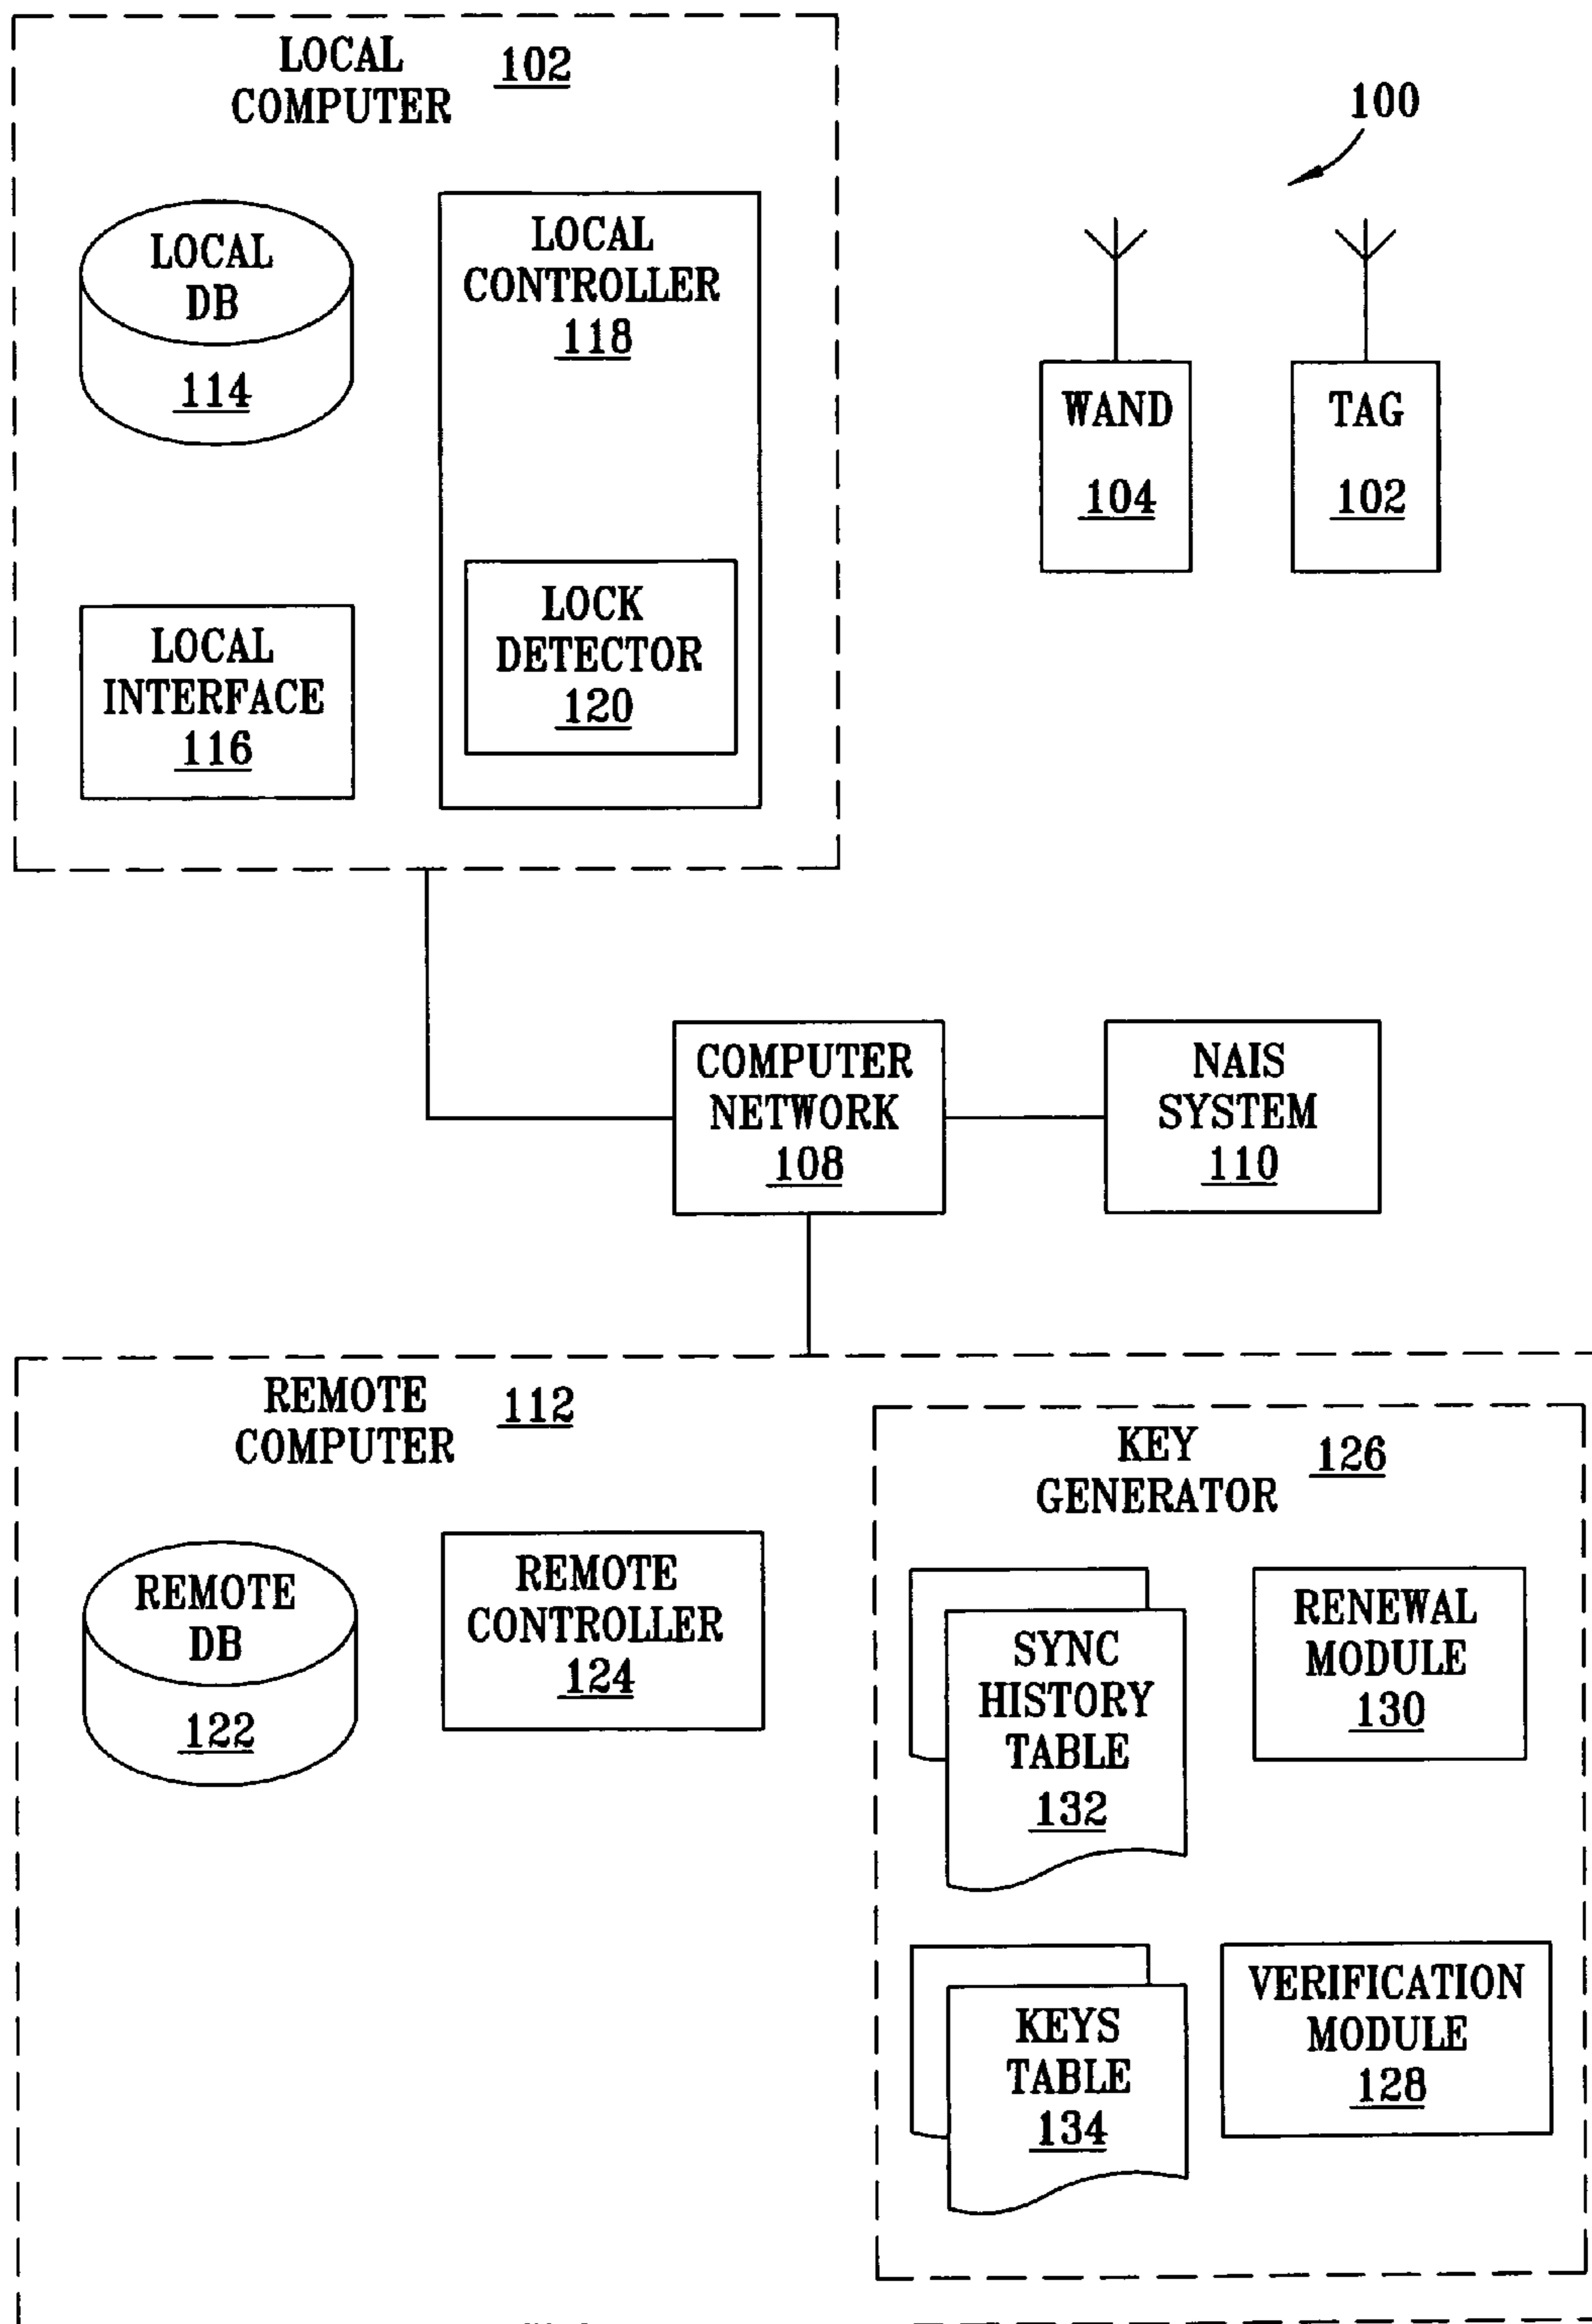 LOCAL
COMPUTER
102
100
LOCAL
DB
114
LOCAL
CONTROLLER
118
WAND
104
TAG
102
LOCAL
INTERFACE
116
LOCK
DETECTOR
120
COMPUTER
NETWORK
108
NAIS
SYSTEM
110
REMOTE
COMPUTER
112
KEY
GENERATOR
126
REMOTE
DB
122
REMOTE
CONTROLLER
124
SYNC
HISTORY
TABLE
132
RENEWAL
MODULE
130
KEYS
TABLE
134
VERIFICATION
MODULE
128